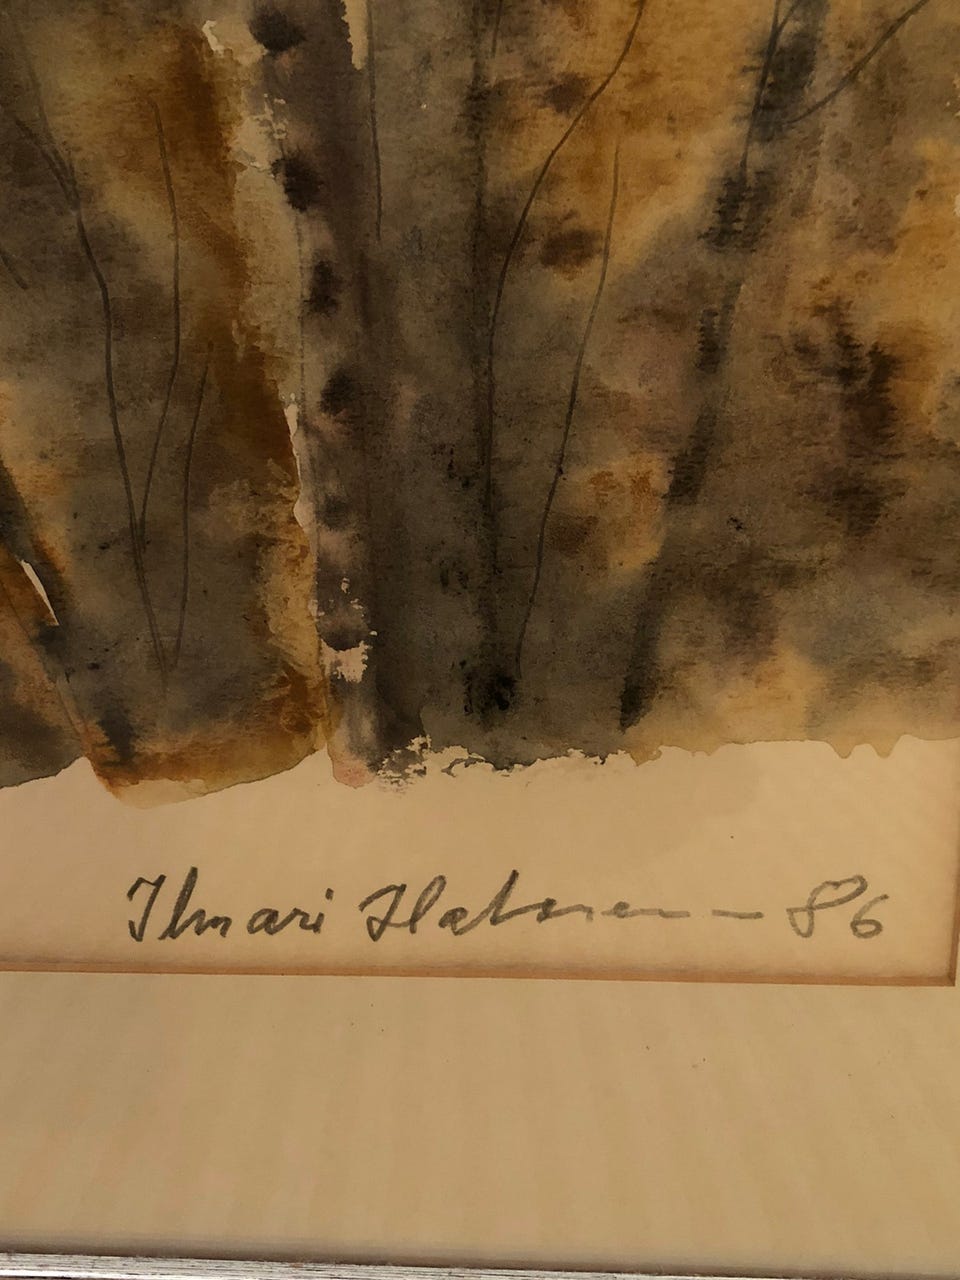 Ilmari — 86